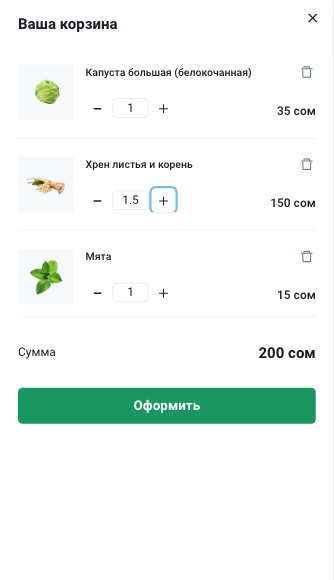 Ваша корзина
Капуста большая (белокочанная)
1
35 сом
Хрен листья и корень
1.5
150 сом
Мята
1
15 сом
Сумма
200 сом
Оформить